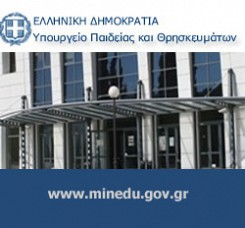 ΕΛΛΗΝΙΚΗ ΔΗΜΟΚΡΑΤΙΑ
Υπουργείο Παιδείας και Θρησκευμάτων
www.minedu.gov.gr